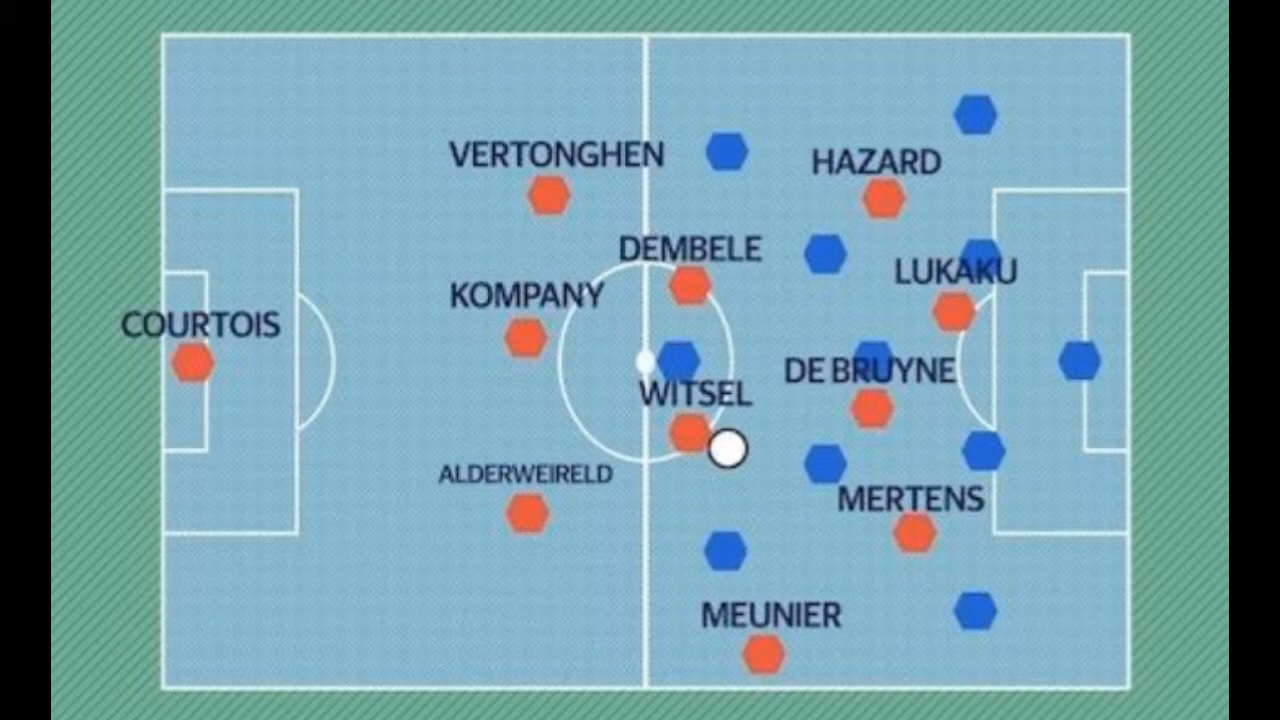 VERTONGHEN
HAZARD
DEMBELE
LUKAKU
KOMPANY
COURTOIS
DE BRUYNE
WITSEL
ALDERWEIRELD
MERTENS
MEUNIER